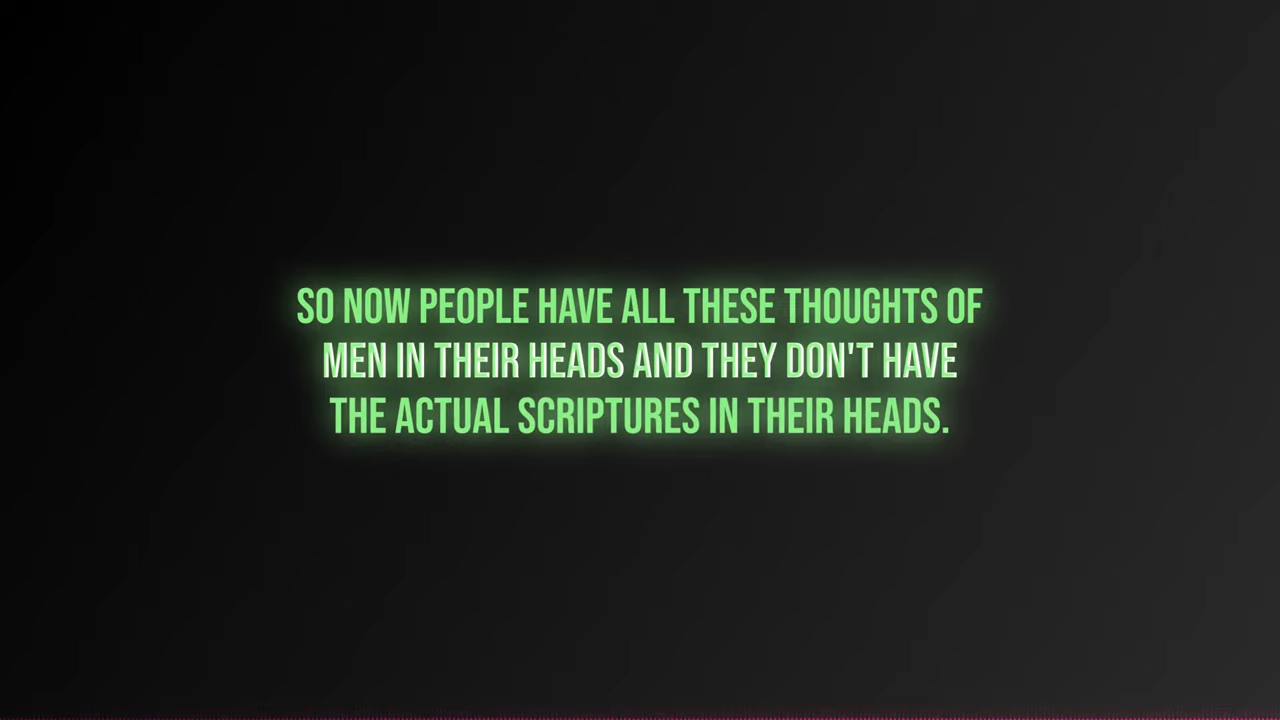 SO NOW PEOPLE HAVE ALL THESE THOUGHTS OF
MEN IN THEIR HEADS AND THEY DON'T HAVE
THE ACTUAL SCRIPTURES IN THEIR HEADS.